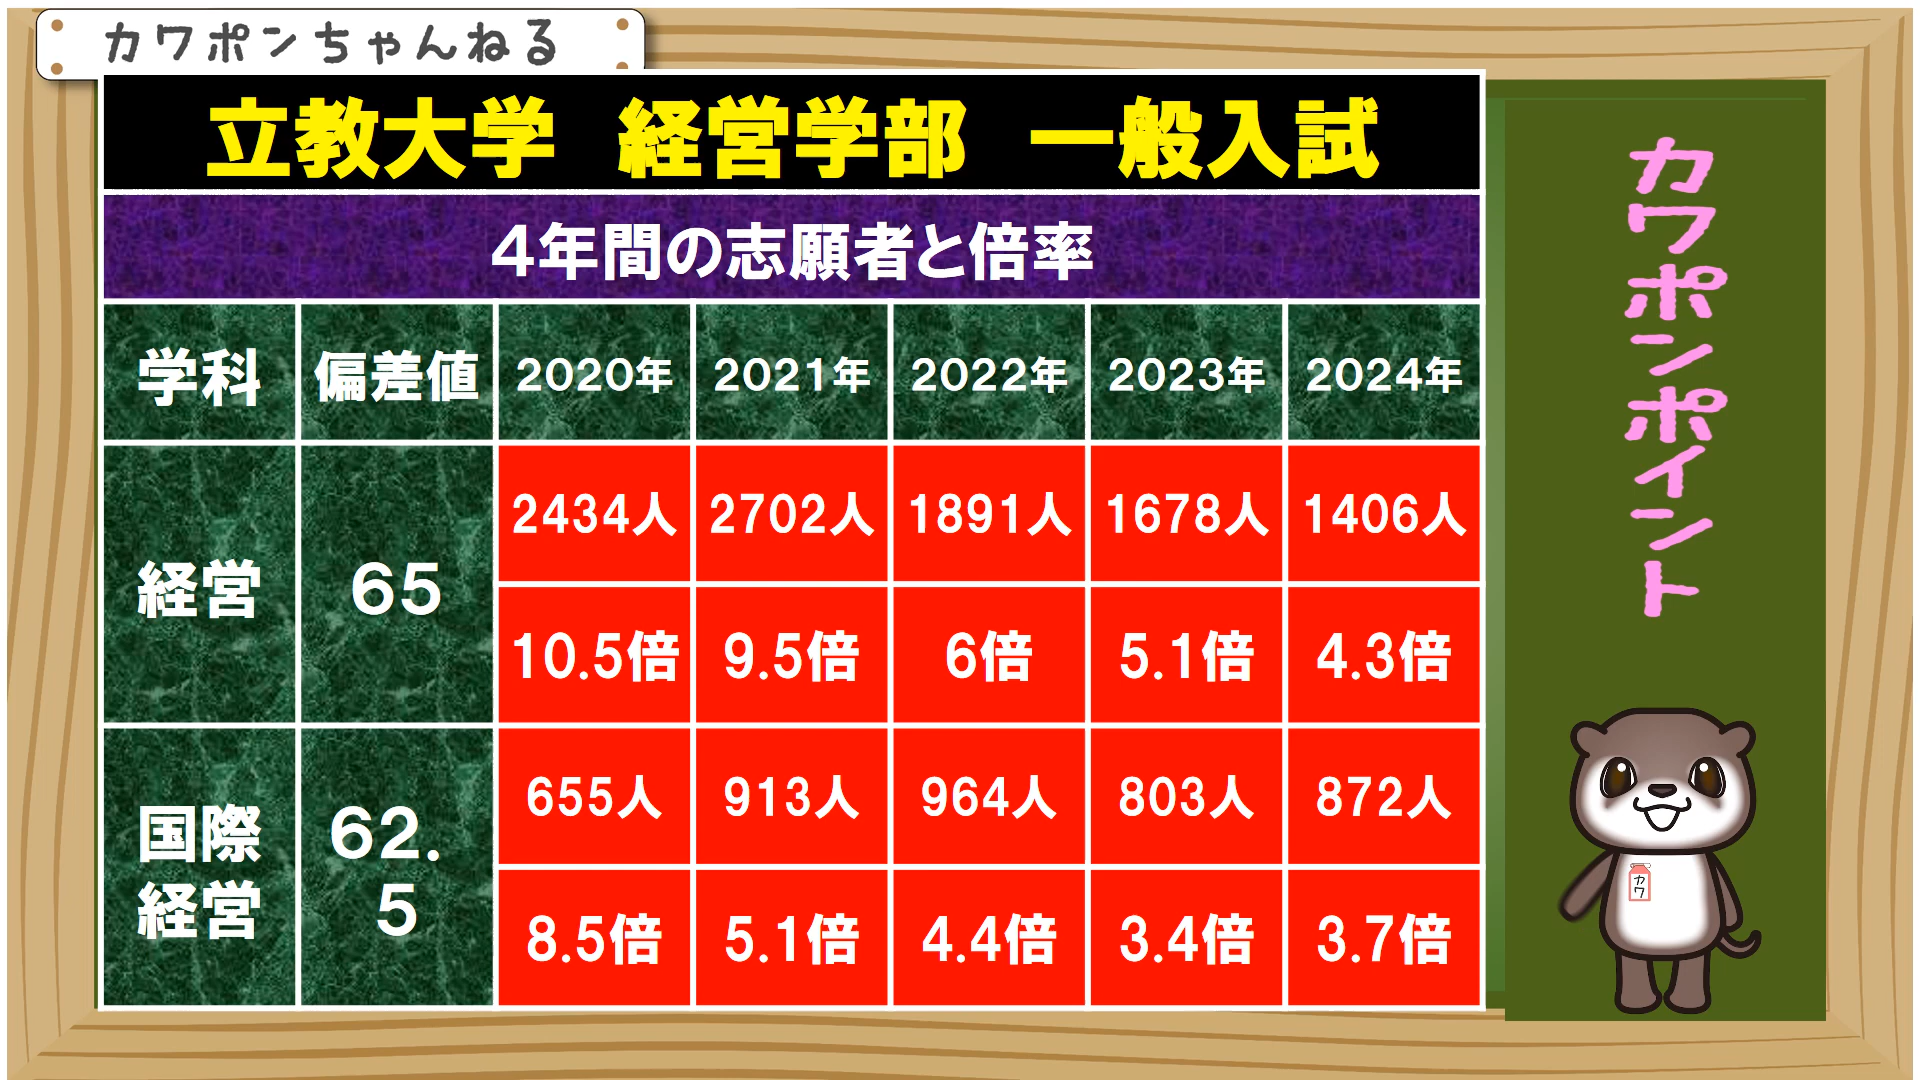 カワポンちゃんねる
立教大学 経営学部 一般入試
4年間の志願者と倍率
学科 偏差値 2020年 2021年 2022年 2023年 2024年
経営 65
2434人 2702人 1891人 1678人 1406人
10.5倍 9.5倍 6倍 5.1倍 4.3倍
国際
経営
62.
5
655人 913人 964人 803人 872人
8.5倍 5.1倍 4.4倍 3.4倍 3.7倍
カワポンポイント
カワ